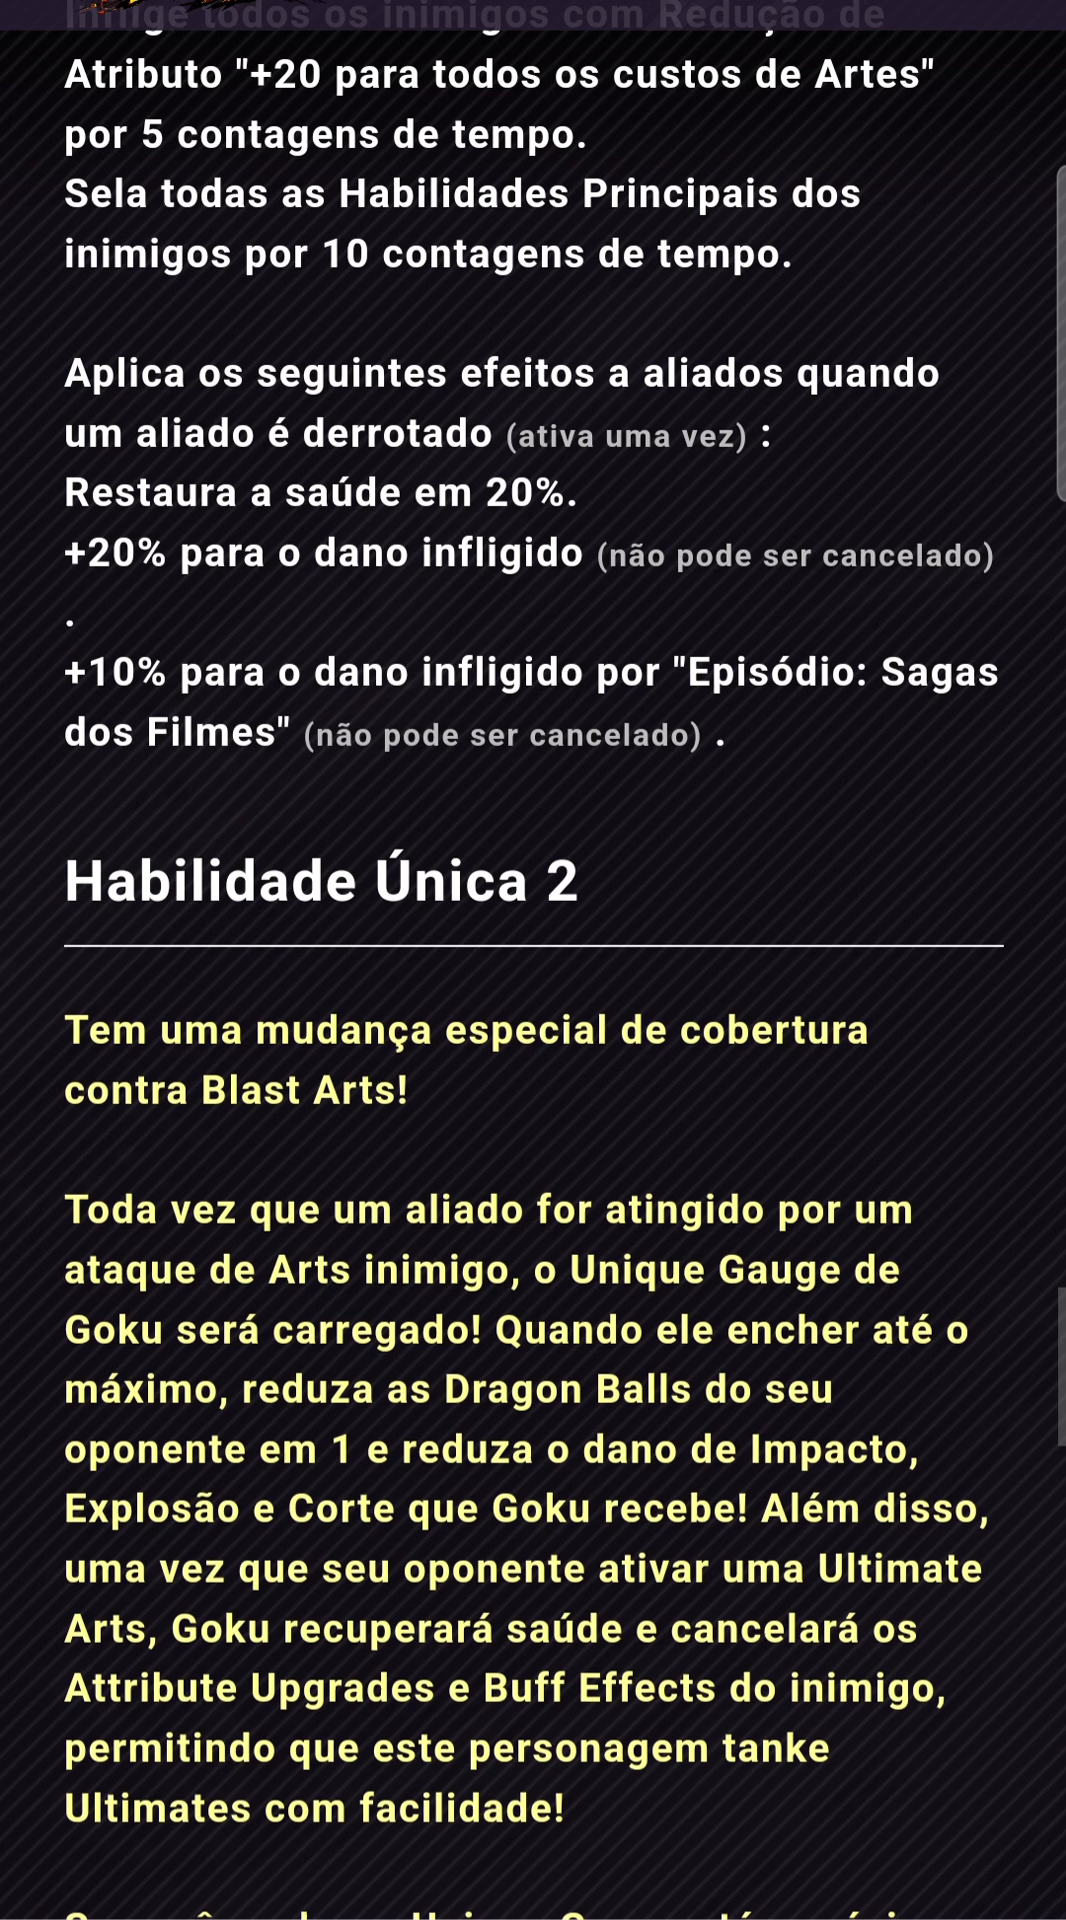 Inflige todos os inimigos com Redução de
Atributo "+20 para todos os custos de Artes"
por 5 contagens de tempo.
Sela todas as Habilidades Principais dos
inimigos por 10 contagens de tempo.
Aplica os seguintes efeitos a aliados quando
um aliado é derrotado (ativa uma vez) :
Restaura a saúde em 20%.
+20% para o dano infligido (não pode ser cancelado)
.
+10% para o dano infligido por "Episódio: Sagas
dos Filmes" (não pode ser cancelado) .
Habilidade Única 2
Tem uma mudança especial de cobertura
contra Blast Arts!
Toda vez que um aliado for atingido por um
ataque de Arts inimigo, o Unique Gauge de
Goku será carregado! Quando ele encher até o
máximo, reduza as Dragon Balls do seu
oponente em 1 e reduza o dano de Impacto,
Explosão e Corte que Goku recebe! Além disso,
uma vez que seu oponente ativar uma Ultimate
Arts, Goku recuperará saúde e cancelará os
Attribute Upgrades e Buff Effects do inimigo,
permitindo que este personagem tanke
Ultimates com facilidade!